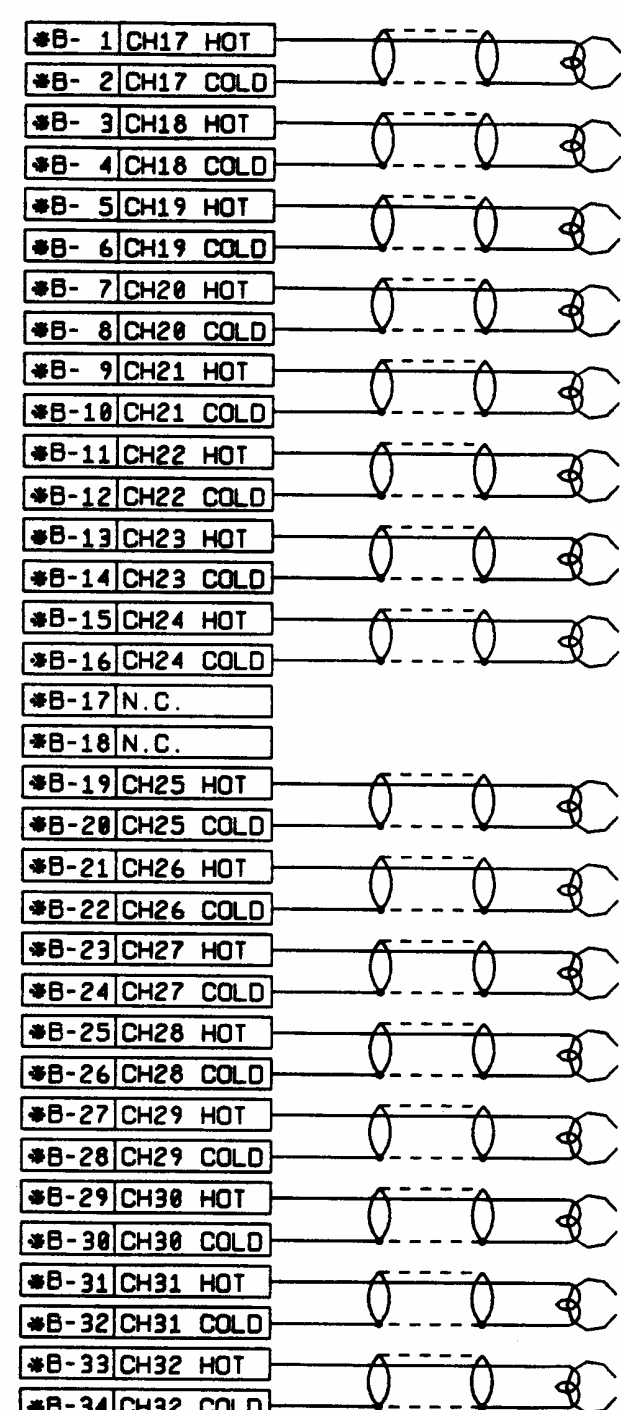 *B- 1 CH17 HOT
*B- 2 CH17 COLD
*B- 3 CH18 HOT
*B- 4 CH18 COLD
*B- 5 CH19 HOT
*B- 6 CH19 COLD
*B- 7 CH20 HOT
*B- 8 CH20 COLD
*B- 9 CH21 HOT
*B-10 CH21 COLD
*B-11 CH22 HOT
*B-12 CH22 COLD
*B-13 CH23 HOT
*B-14 CH23 COLD
*B-15 CH24 HOT
*B-16 CH24 COLD
*B-17 N.C.
*B-18 N.C.
*B-19 CH25 HOT
*B-20 CH25 COLD
*B-21 CH26 HOT
*B-22 CH26 COLD
*B-23 CH27 HOT
*B-24 CH27 COLD
*B-25 CH28 HOT
*B-26 CH28 COLD
*B-27 CH29 HOT
*B-28 CH29 COLD
*B-29 CH30 HOT
*B-30 CH30 COLD
*B-31 CH31 HOT
*B-32 CH31 COLD
*B-33 CH32 HOT
*B-34 CH32 COLD